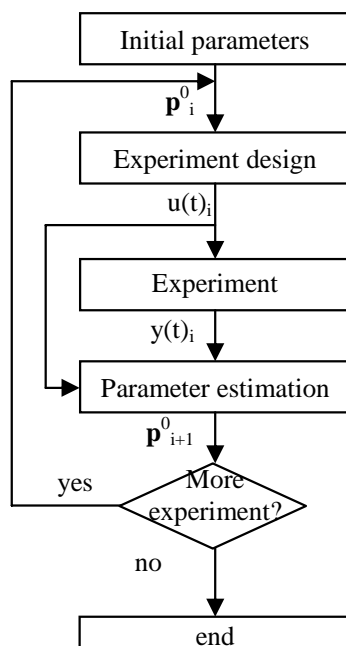 Initial parameters
p⁰ᵢ
Experiment design
u(t)ᵢ
Experiment
y(t)ᵢ
Parameter estimation
p⁰ᵢ₊₁
yes
More
experiment?
no
end